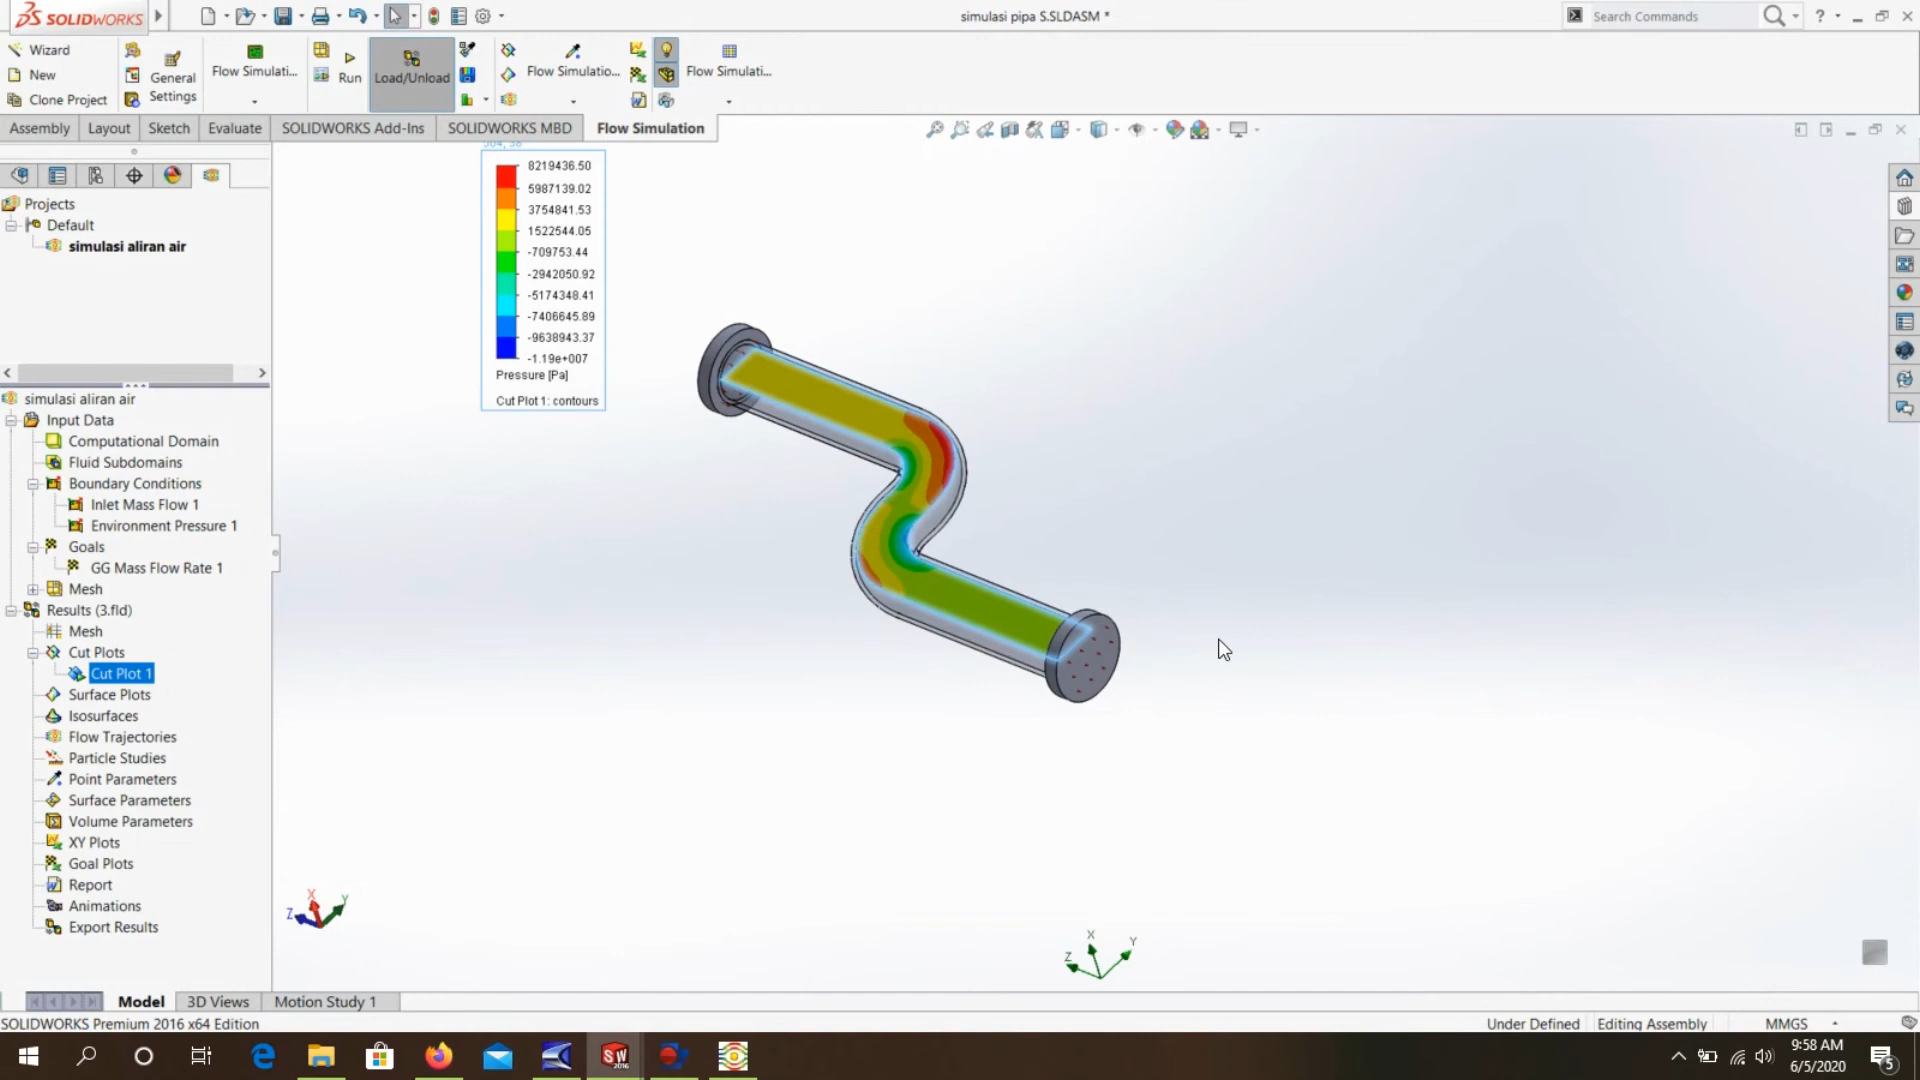 SOLIDWORKS
simulasi pipa S.SLDASM *
Search Commands
Wizard
New
Clone Project
General Settings
Flow Simulati...
Run
Load/Unload
Flow Simulatio...
Flow Simulati...
Assembly
Layout
Sketch
Evaluate
SOLIDWORKS Add-Ins
SOLIDWORKS MBD
Flow Simulation
Projects
Default
simulasi aliran air
simulasi aliran air
Input Data
Computational Domain
Fluid Subdomains
Boundary Conditions
Inlet Mass Flow 1
Environment Pressure 1
Goals
GG Mass Flow Rate 1
Mesh
Results (3.fld)
Mesh
Cut Plots
Cut Plot 1
Surface Plots
Isosurfaces
Flow Trajectories
Particle Studies
Point Parameters
Surface Parameters
Volume Parameters
XY Plots
Goal Plots
Report
Animations
Export Results
8219436.50
5987139.02
3754841.53
1522544.05
-709753.44
-2942050.92
-5174348.41
-7406645.89
-9638943.37
-1.19e+007
Pressure [Pa]
Cut Plot 1: contours
X
Y
Z
X
Y
Z
Model
3D Views
Motion Study 1
SOLIDWORKS Premium 2016 x64 Edition
Under Defined
Editing Assembly
MMGS
SW
2016
9:58 AM
6/5/2020
5